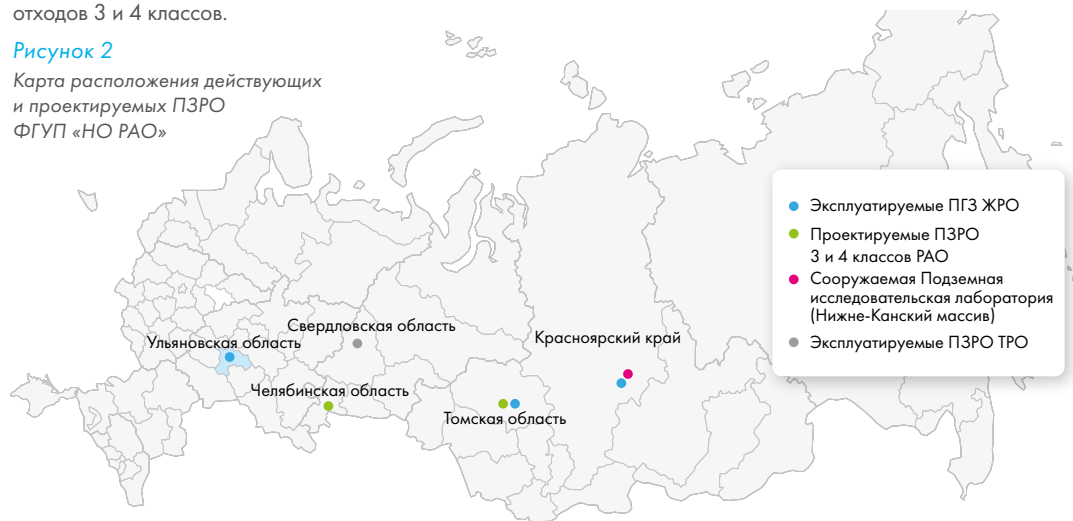 отходов 3 и 4 классов.
Рисунок 2
Карта расположения действующих
и проектируемых ПЗРО
ФГУП «НО РАО»
Эксплуатируемые ПГЗ ЖРО
Проектируемые ПЗРО
3 и 4 классов РАО
Сооружаемая Подземная
исследовательская лаборатория
(Нижне-Канский массив)
Эксплуатируемые ПЗРО ТРО
Свердловская область
Красноярский край
Ульяновская область
Челябинская область
Томская область